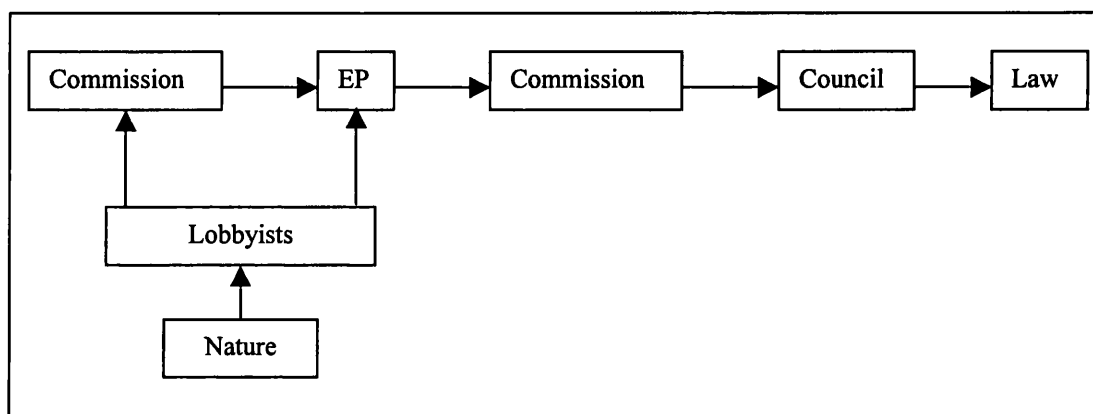 Commission
EP
Commission
Council
Law
Lobbyists
Nature